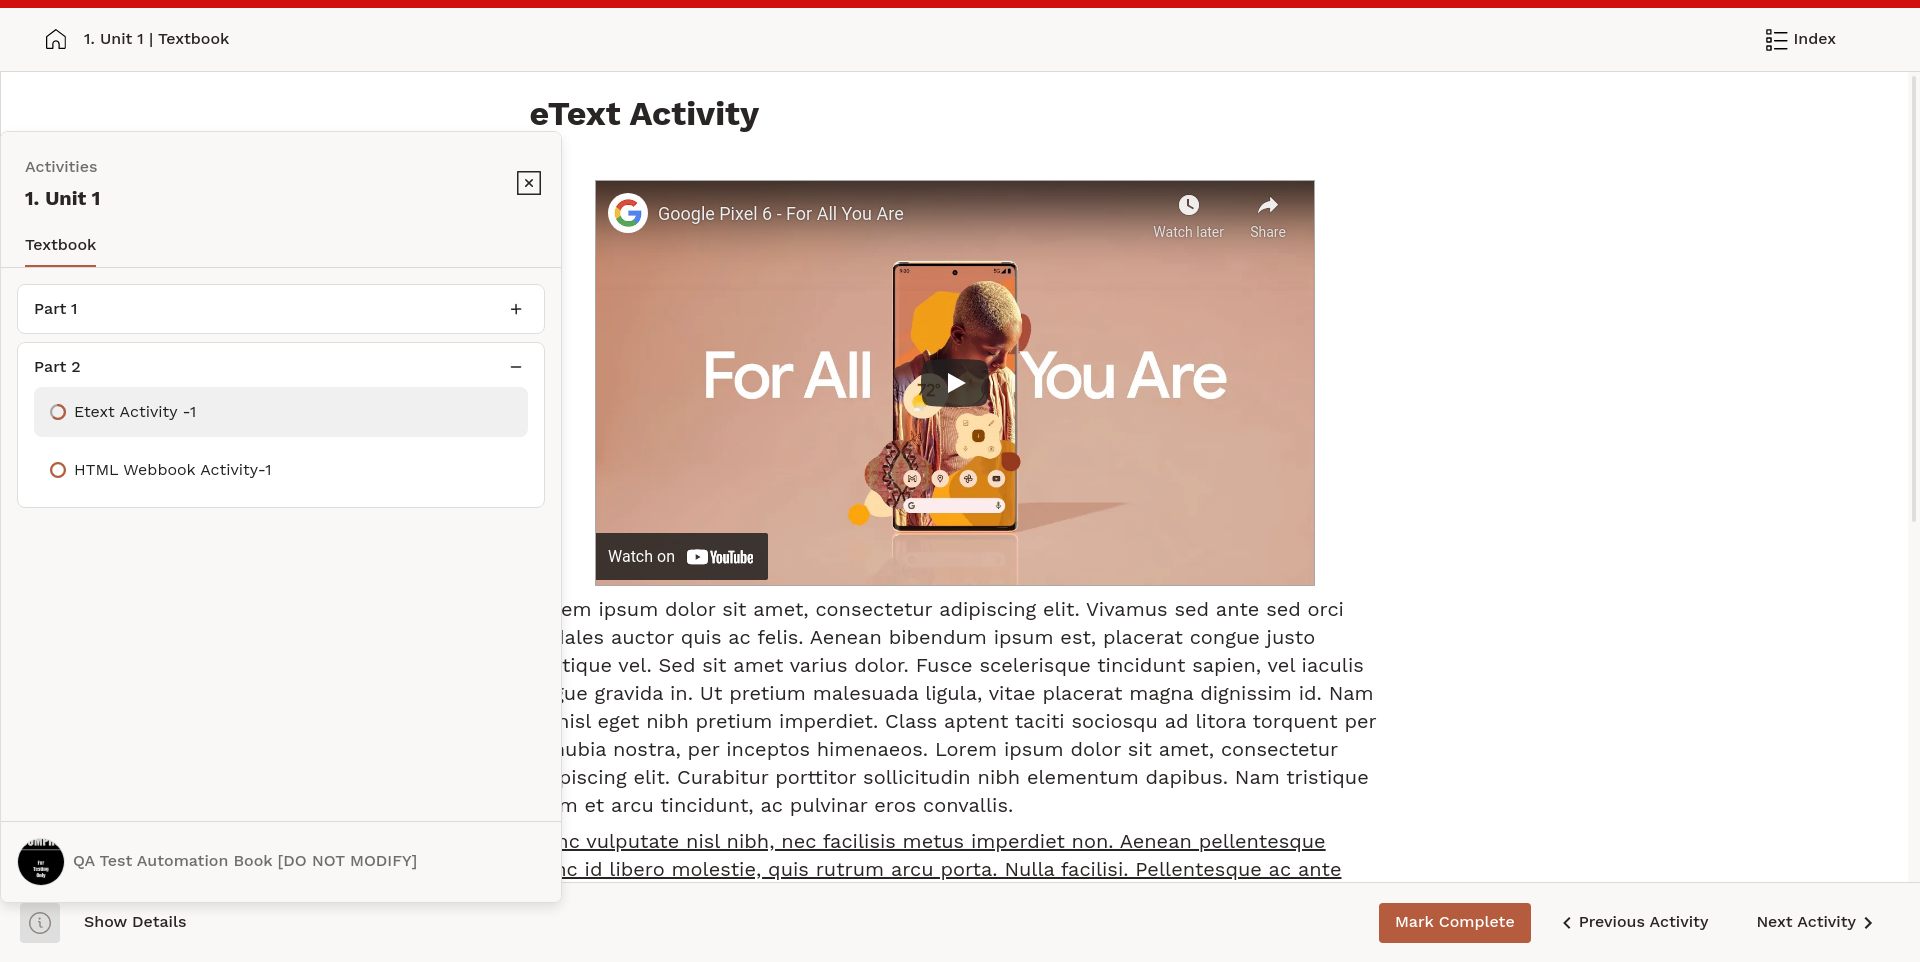 1. Unit 1 | Textbook
Index
eText Activity
Activities
1. Unit 1
Textbook
Part 1
Part 2
Etext Activity -1
HTML Webbook Activity-1
QA Test Automation Book [DO NOT MODIFY]
Google Pixel 6 - For All You Are
Watch later
Share
9:00
5G
For All You Are
72°
Watch on YouTube
em ipsum dolor sit amet, consectetur adipiscing elit. Vivamus sed ante sed orci
ales auctor quis ac felis. Aenean bibendum ipsum est, placerat congue justo
tique vel. Sed sit amet varius dolor. Fusce scelerisque tincidunt sapien, vel iaculis
gue gravida in. Ut pretium malesuada ligula, vitae placerat magna dignissim id. Nam
nisl eget nibh pretium imperdiet. Class aptent taciti sociosqu ad litora torquent per
ubia nostra, per inceptos himenaeos. Lorem ipsum dolor sit amet, consectetur
piscing elit. Curabitur porttitor sollicitudin nibh elementum dapibus. Nam tristique
m et arcu tincidunt, ac pulvinar eros convallis.
nc vulputate nisl nibh, nec facilisis metus imperdiet non. Aenean pellentesque
nc id libero molestie, quis rutrum arcu porta. Nulla facilisi. Pellentesque ac ante
Show Details
Mark Complete
Previous Activity
Next Activity